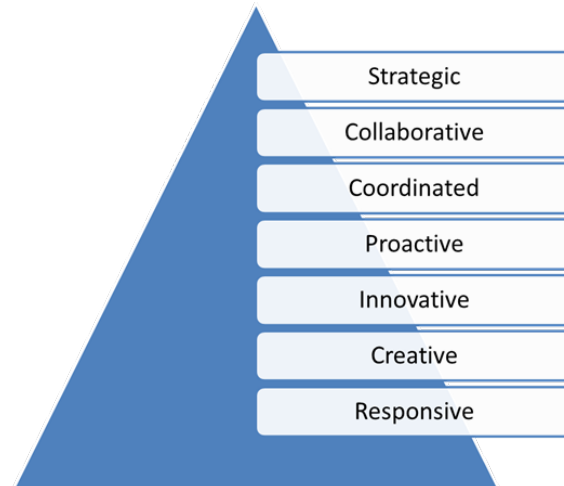 Strategic
Collaborative
Coordinated
Proactive
Innovative
Creative
Responsive